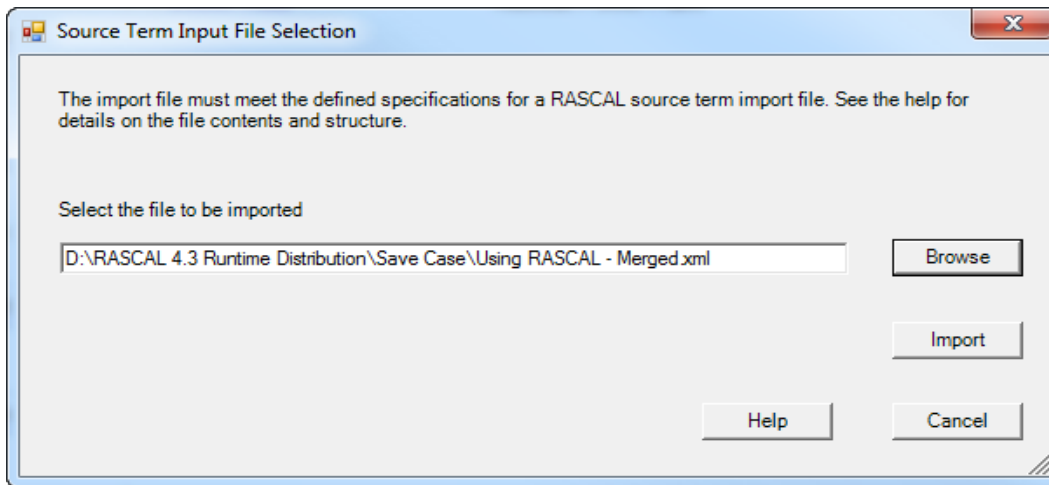 Source Term Input File Selection
The import file must meet the defined specifications for a RASCAL source term import file. See the help for
details on the file contents and structure.
Select the file to be imported
D:\RASCAL 4.3 Runtime Distribution\Save Case\Using RASCAL - Merged.xml
Browse
Import
Help
Cancel